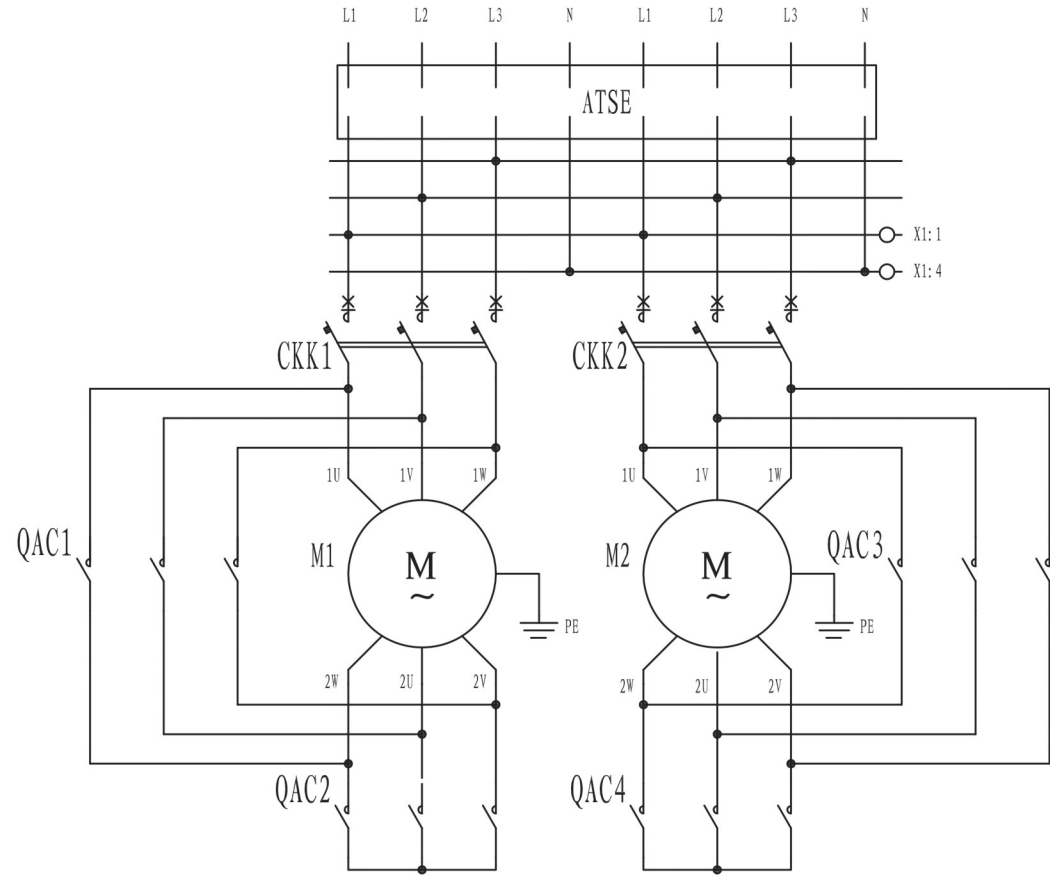 L1 L2 L3 N L1 L2 L3 N
ATSE
X1:1
X1:4
CKK1 CKK2
1U 1V 1W 1U 1V 1W
QAC1 M1 M M2 M QAC3
~ ~
PE PE
2W 2U 2V 2W 2U 2V
QAC2 QAC4